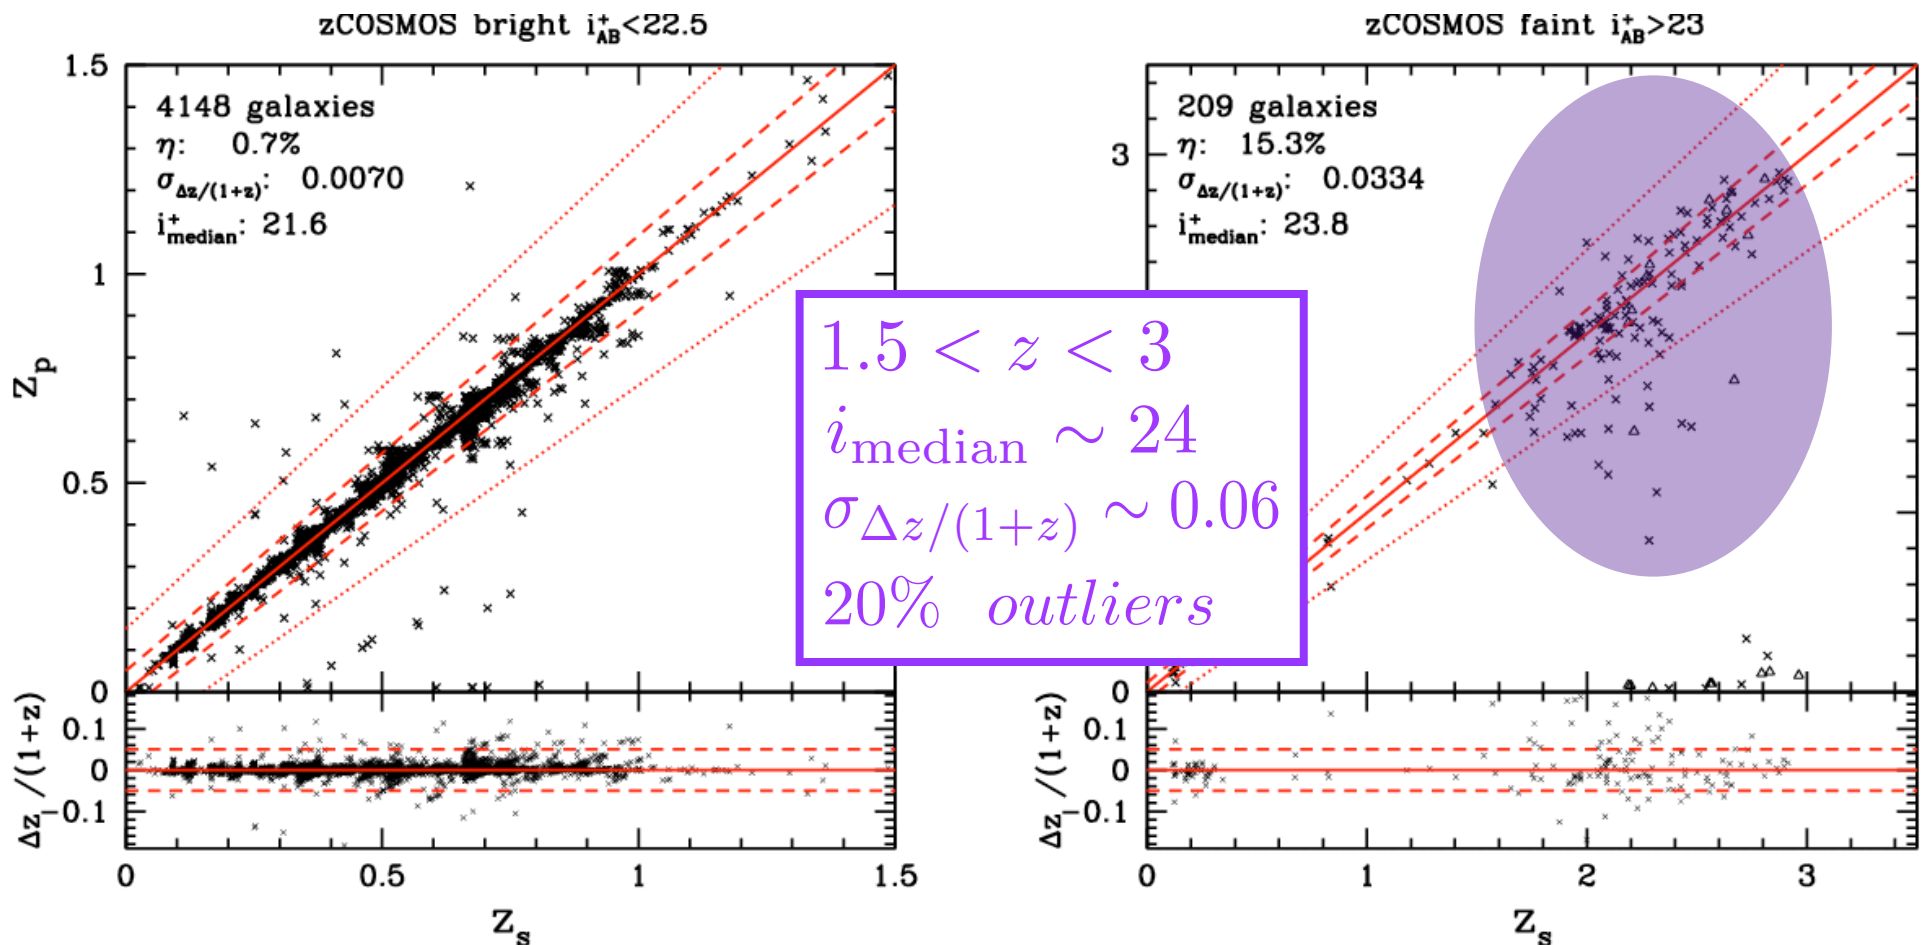 zCOSMOS bright i⁺AB<22.5
4148 galaxies
η: 0.7%
σΔz/(1+z): 0.0070
i⁺median: 21.6
Zp
1.5
1
0.5
0
Δz/(1+z)
0.1
0
-0.1
0 0.5 1 1.5
Zs
1.5 < z < 3
imedian ~ 24
σΔz/(1+z) ~ 0.06
20% outliers
zCOSMOS faint i⁺AB>23
209 galaxies
η: 15.3%
σΔz/(1+z): 0.0334
i⁺median: 23.8
3
0
Δz/(1+z)
0.1
0
-0.1
0 1 2 3
Zs